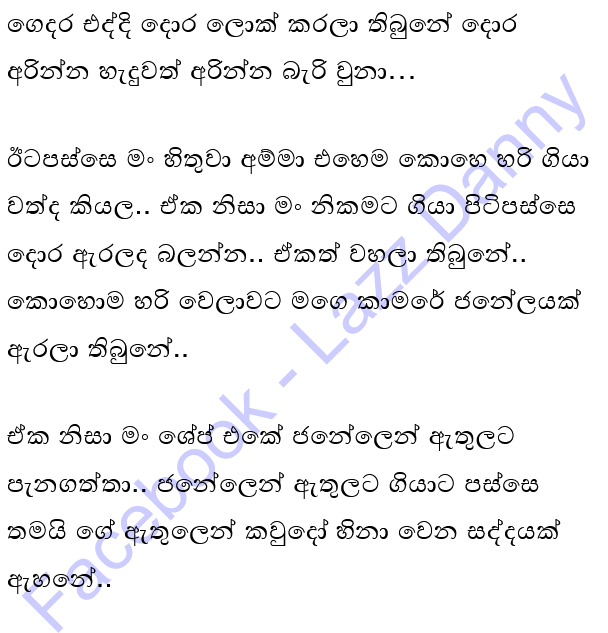 ගෙදර එද්දි දොර ලොක් කරලා තිබුනේ දොර
අරින්න හැදුවත් අරින්න බැරි වුනා...
ඊටපස්සෙ මං හිතුවා අම්මා එහෙම කොහෙ හරි ගියා
වත්ද කියල.. ඒක නිසා මං නිකමට ගියා පිටිපස්සෙ
දොර ඇරලද බලන්න.. ඒකත් වහලා තිබුනේ..
කොහොම හරි වෙලාවට මගෙ කාමරේ ජනේලයක්
ඇරලා තිබුනේ..
ඒක නිසා මං ශේප් එකේ ජනේලෙන් ඇතුලට
පැනගත්තා.. ජනේලෙන් ඇතුලට ගියාට පස්සෙ
තමයි ගේ ඇතුලෙන් කවුදෝ හිනා වෙන සද්දයක්
ඇහනේ..
Facebook - Lazz Danny